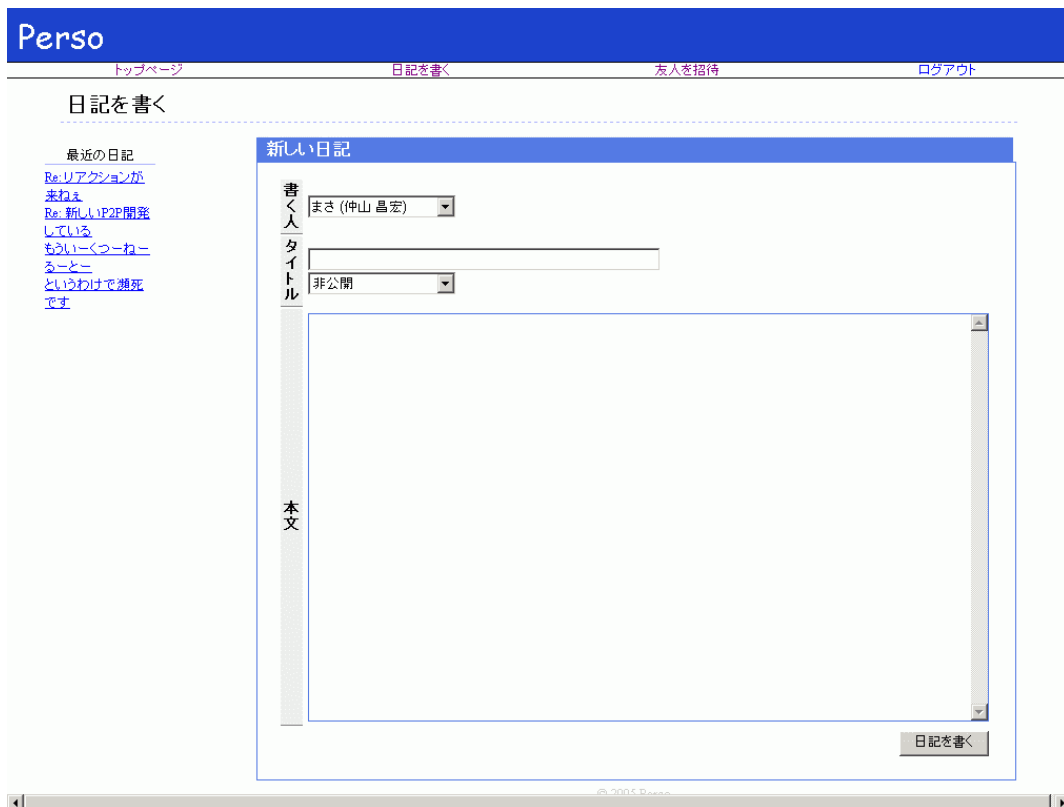 Perso
トップページ 日記を書く 友人を招待 ログアウト
日記を書く
最近の日記
Re:リアクションが
来ねぇ
Re: 新しいP2P開発
している
もういーくつーねー
るーとー
というわけで瀕死
です
新しい日記
書く人
まさ (仲山 昌宏)
タイトル
非公開
本文
日記を書く
© 2005 Perso